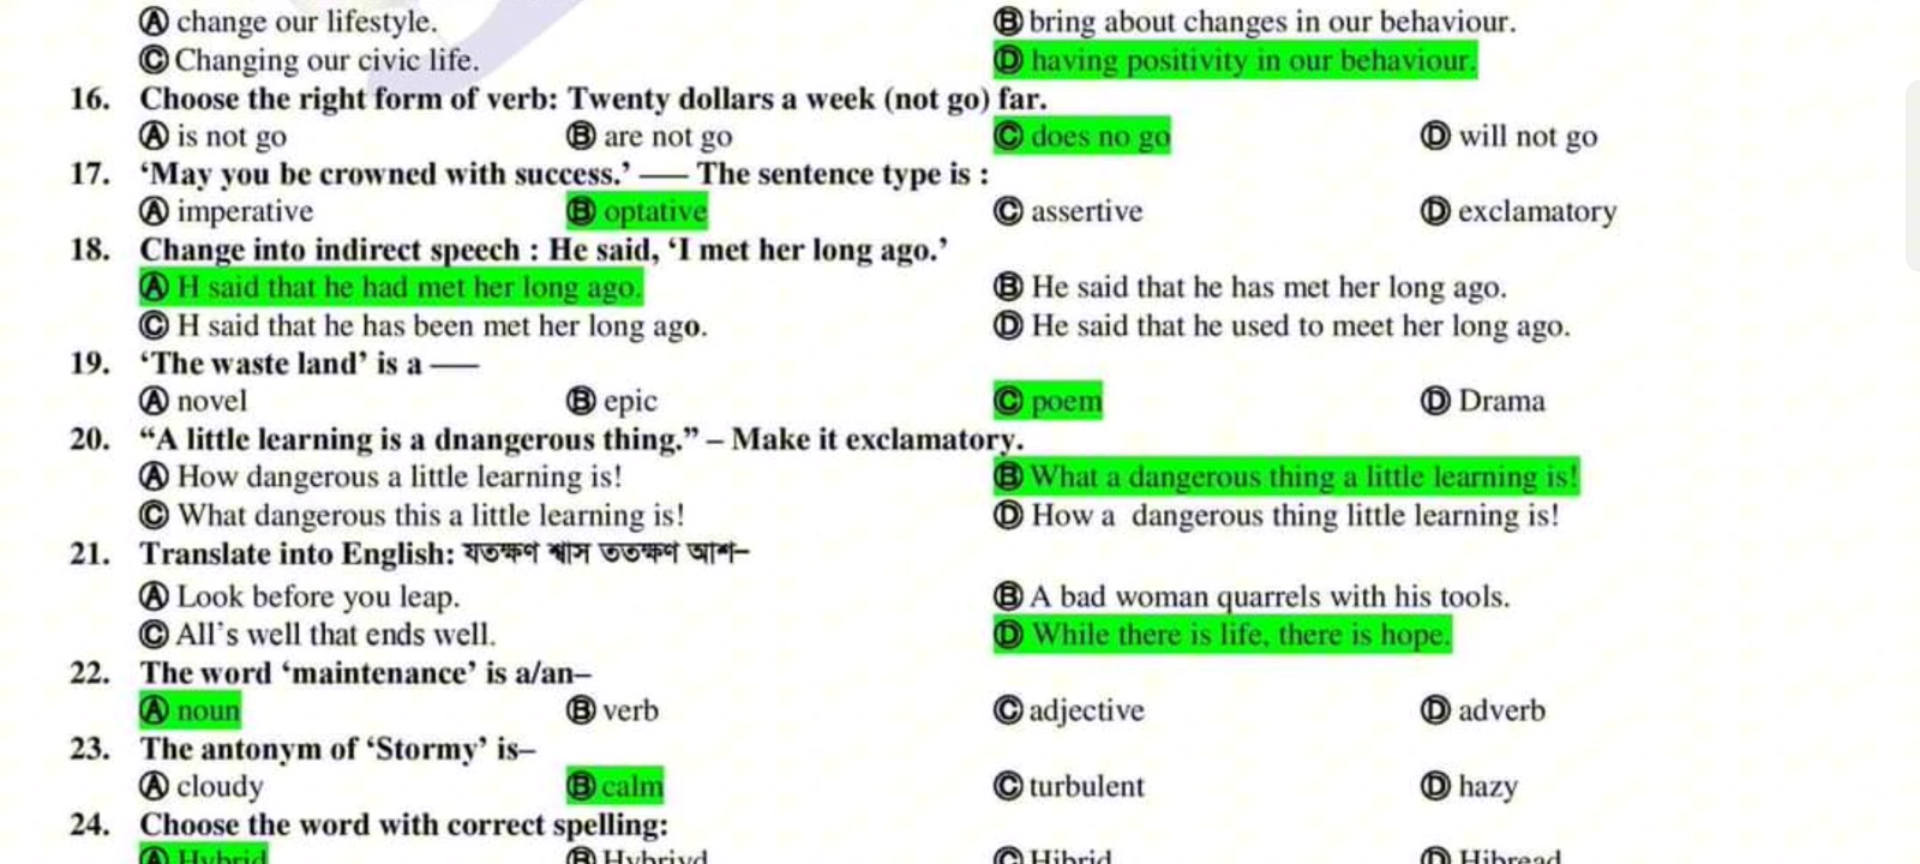 Ⓐ change our lifestyle. Ⓑ bring about changes in our behaviour.
Ⓒ Changing our civic life. Ⓓ having positivity in our behaviour.
16. Choose the right form of verb: Twenty dollars a week (not go) far.
Ⓐ is not go Ⓑ are not go Ⓒ does no go Ⓓ will not go
17. ‘May you be crowned with success.’ — The sentence type is :
Ⓐ imperative Ⓑ optative Ⓒ assertive Ⓓ exclamatory
18. Change into indirect speech : He said, ‘I met her long ago.’
Ⓐ H said that he had met her long ago. Ⓑ He said that he has met her long ago.
Ⓒ H said that he has been met her long ago. Ⓓ He said that he used to meet her long ago.
19. ‘The waste land’ is a —
Ⓐ novel Ⓑ epic Ⓒ poem Ⓓ Drama
20. “A little learning is a dnangerous thing.” – Make it exclamatory.
Ⓐ How dangerous a little learning is! Ⓑ What a dangerous thing a little learning is!
Ⓒ What dangerous this a little learning is! Ⓓ How a dangerous thing little learning is!
21. Translate into English: যতক্ষণ শ্বাস ততক্ষণ আশ–
Ⓐ Look before you leap. Ⓑ A bad woman quarrels with his tools.
Ⓒ All's well that ends well. Ⓓ While there is life, there is hope.
22. The word ‘maintenance’ is a/an–
Ⓐ noun Ⓑ verb Ⓒ adjective Ⓓ adverb
23. The antonym of ‘Stormy’ is–
Ⓐ cloudy Ⓑ calm Ⓒ turbulent Ⓓ hazy
24. Choose the word with correct spelling:
Ⓐ Hybrid Ⓑ Hybriyd Ⓒ Hibrid Ⓓ Hibread